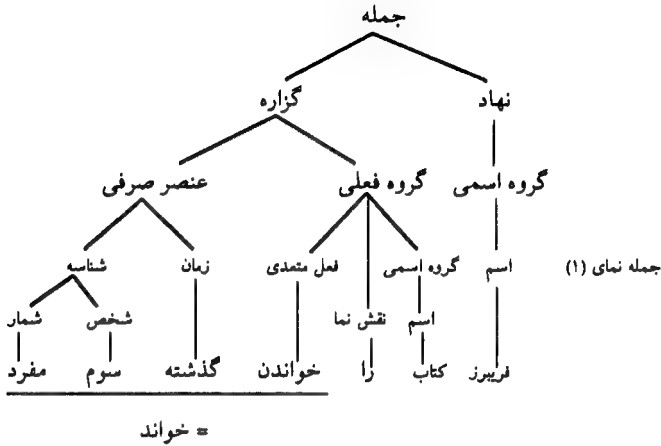 جمله
نهاد گزاره
گروه اسمی گروه فعلی عنصر صرفی
جمله نمای (۱) اسم گروه اسمی فعل متعدی زمان شناسه
اسم نقش نما شخص شمار
فریبرز کتاب را خواندن گذشته سوم مفرد
= خواند